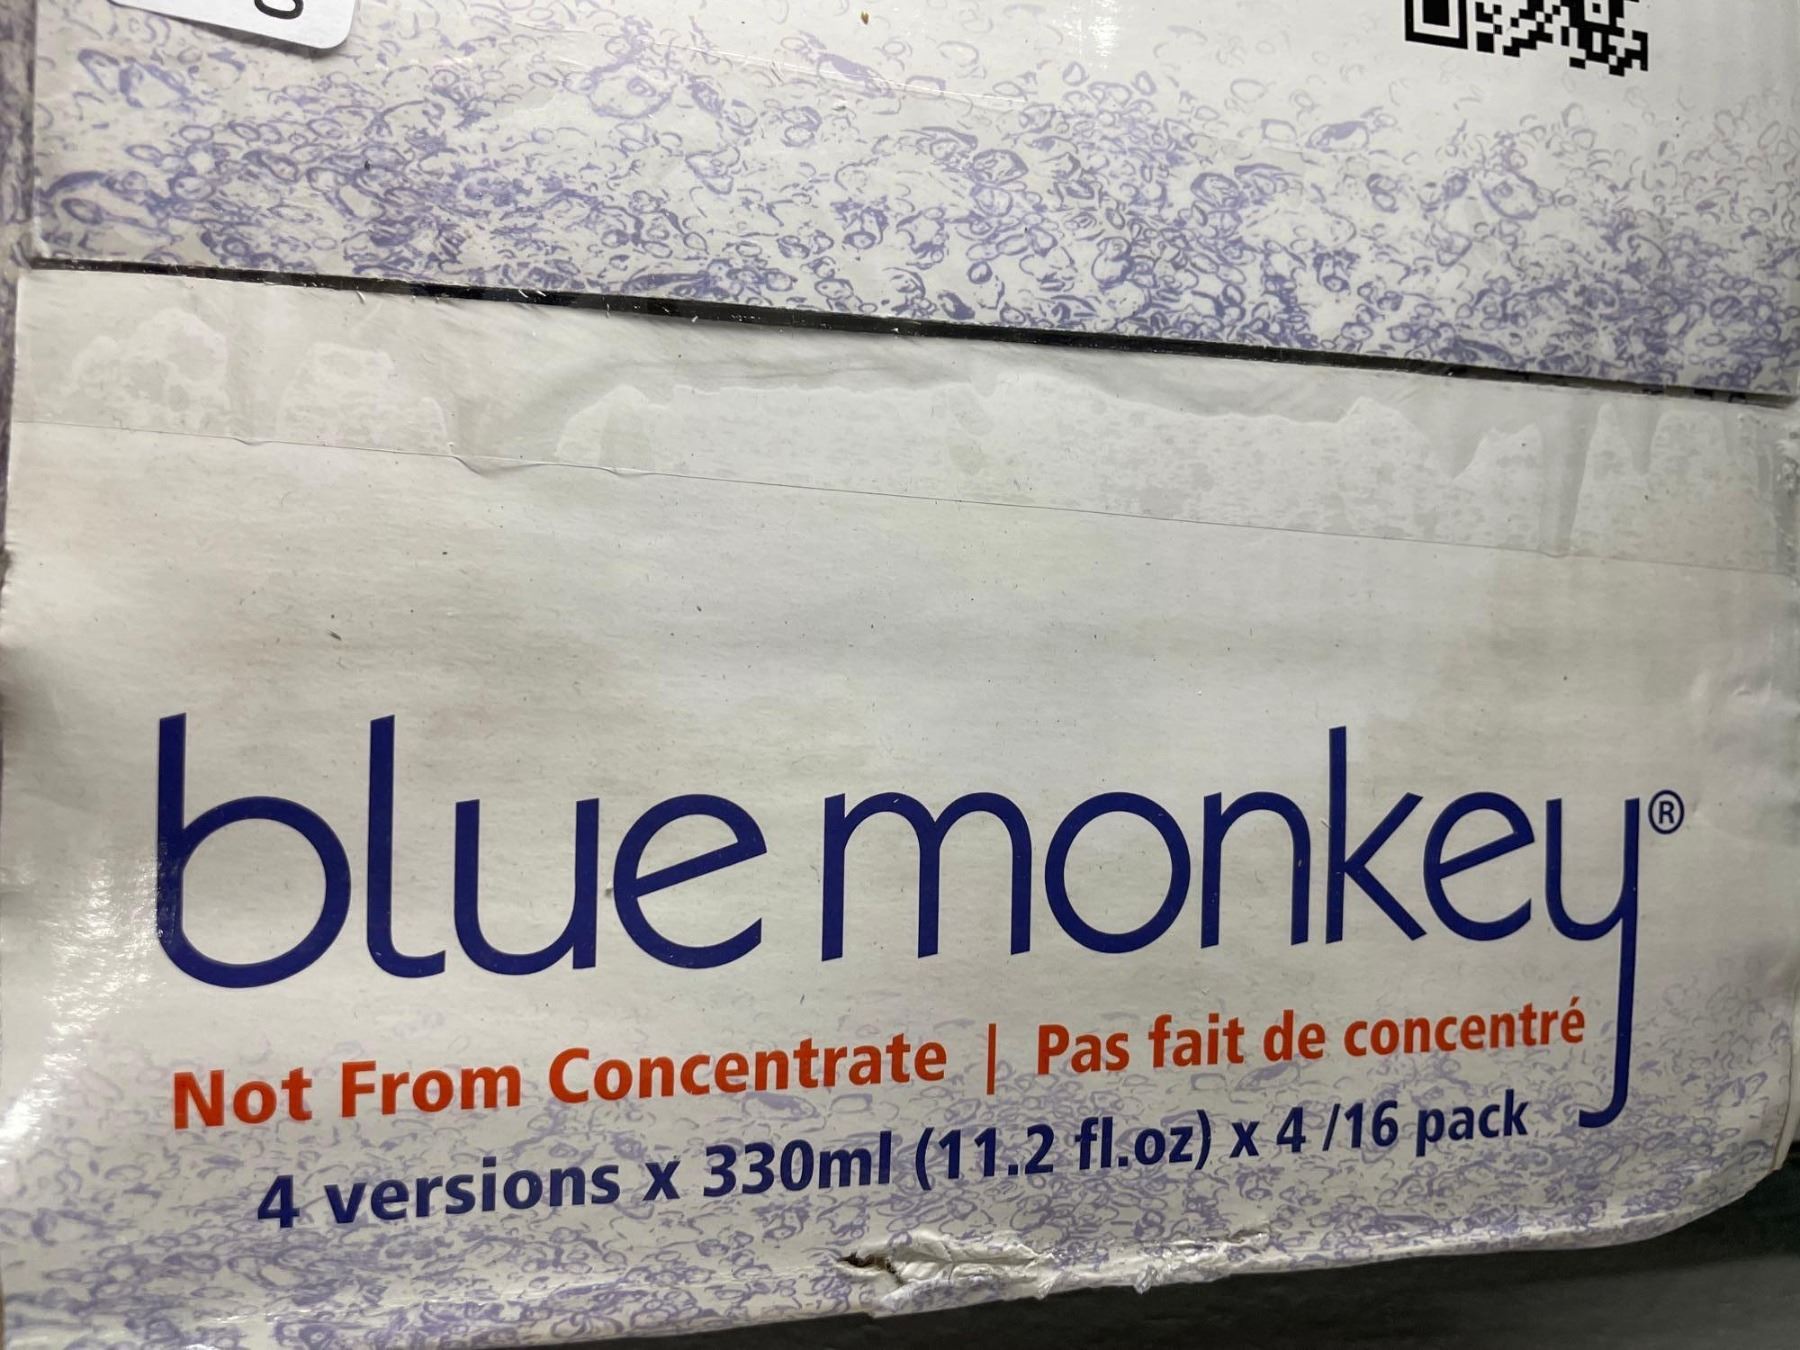 blue monkey®
Not From Concentrate | Pas fait de concentré
4 versions x 330ml (11.2 fl.oz) x 4 /16 pack